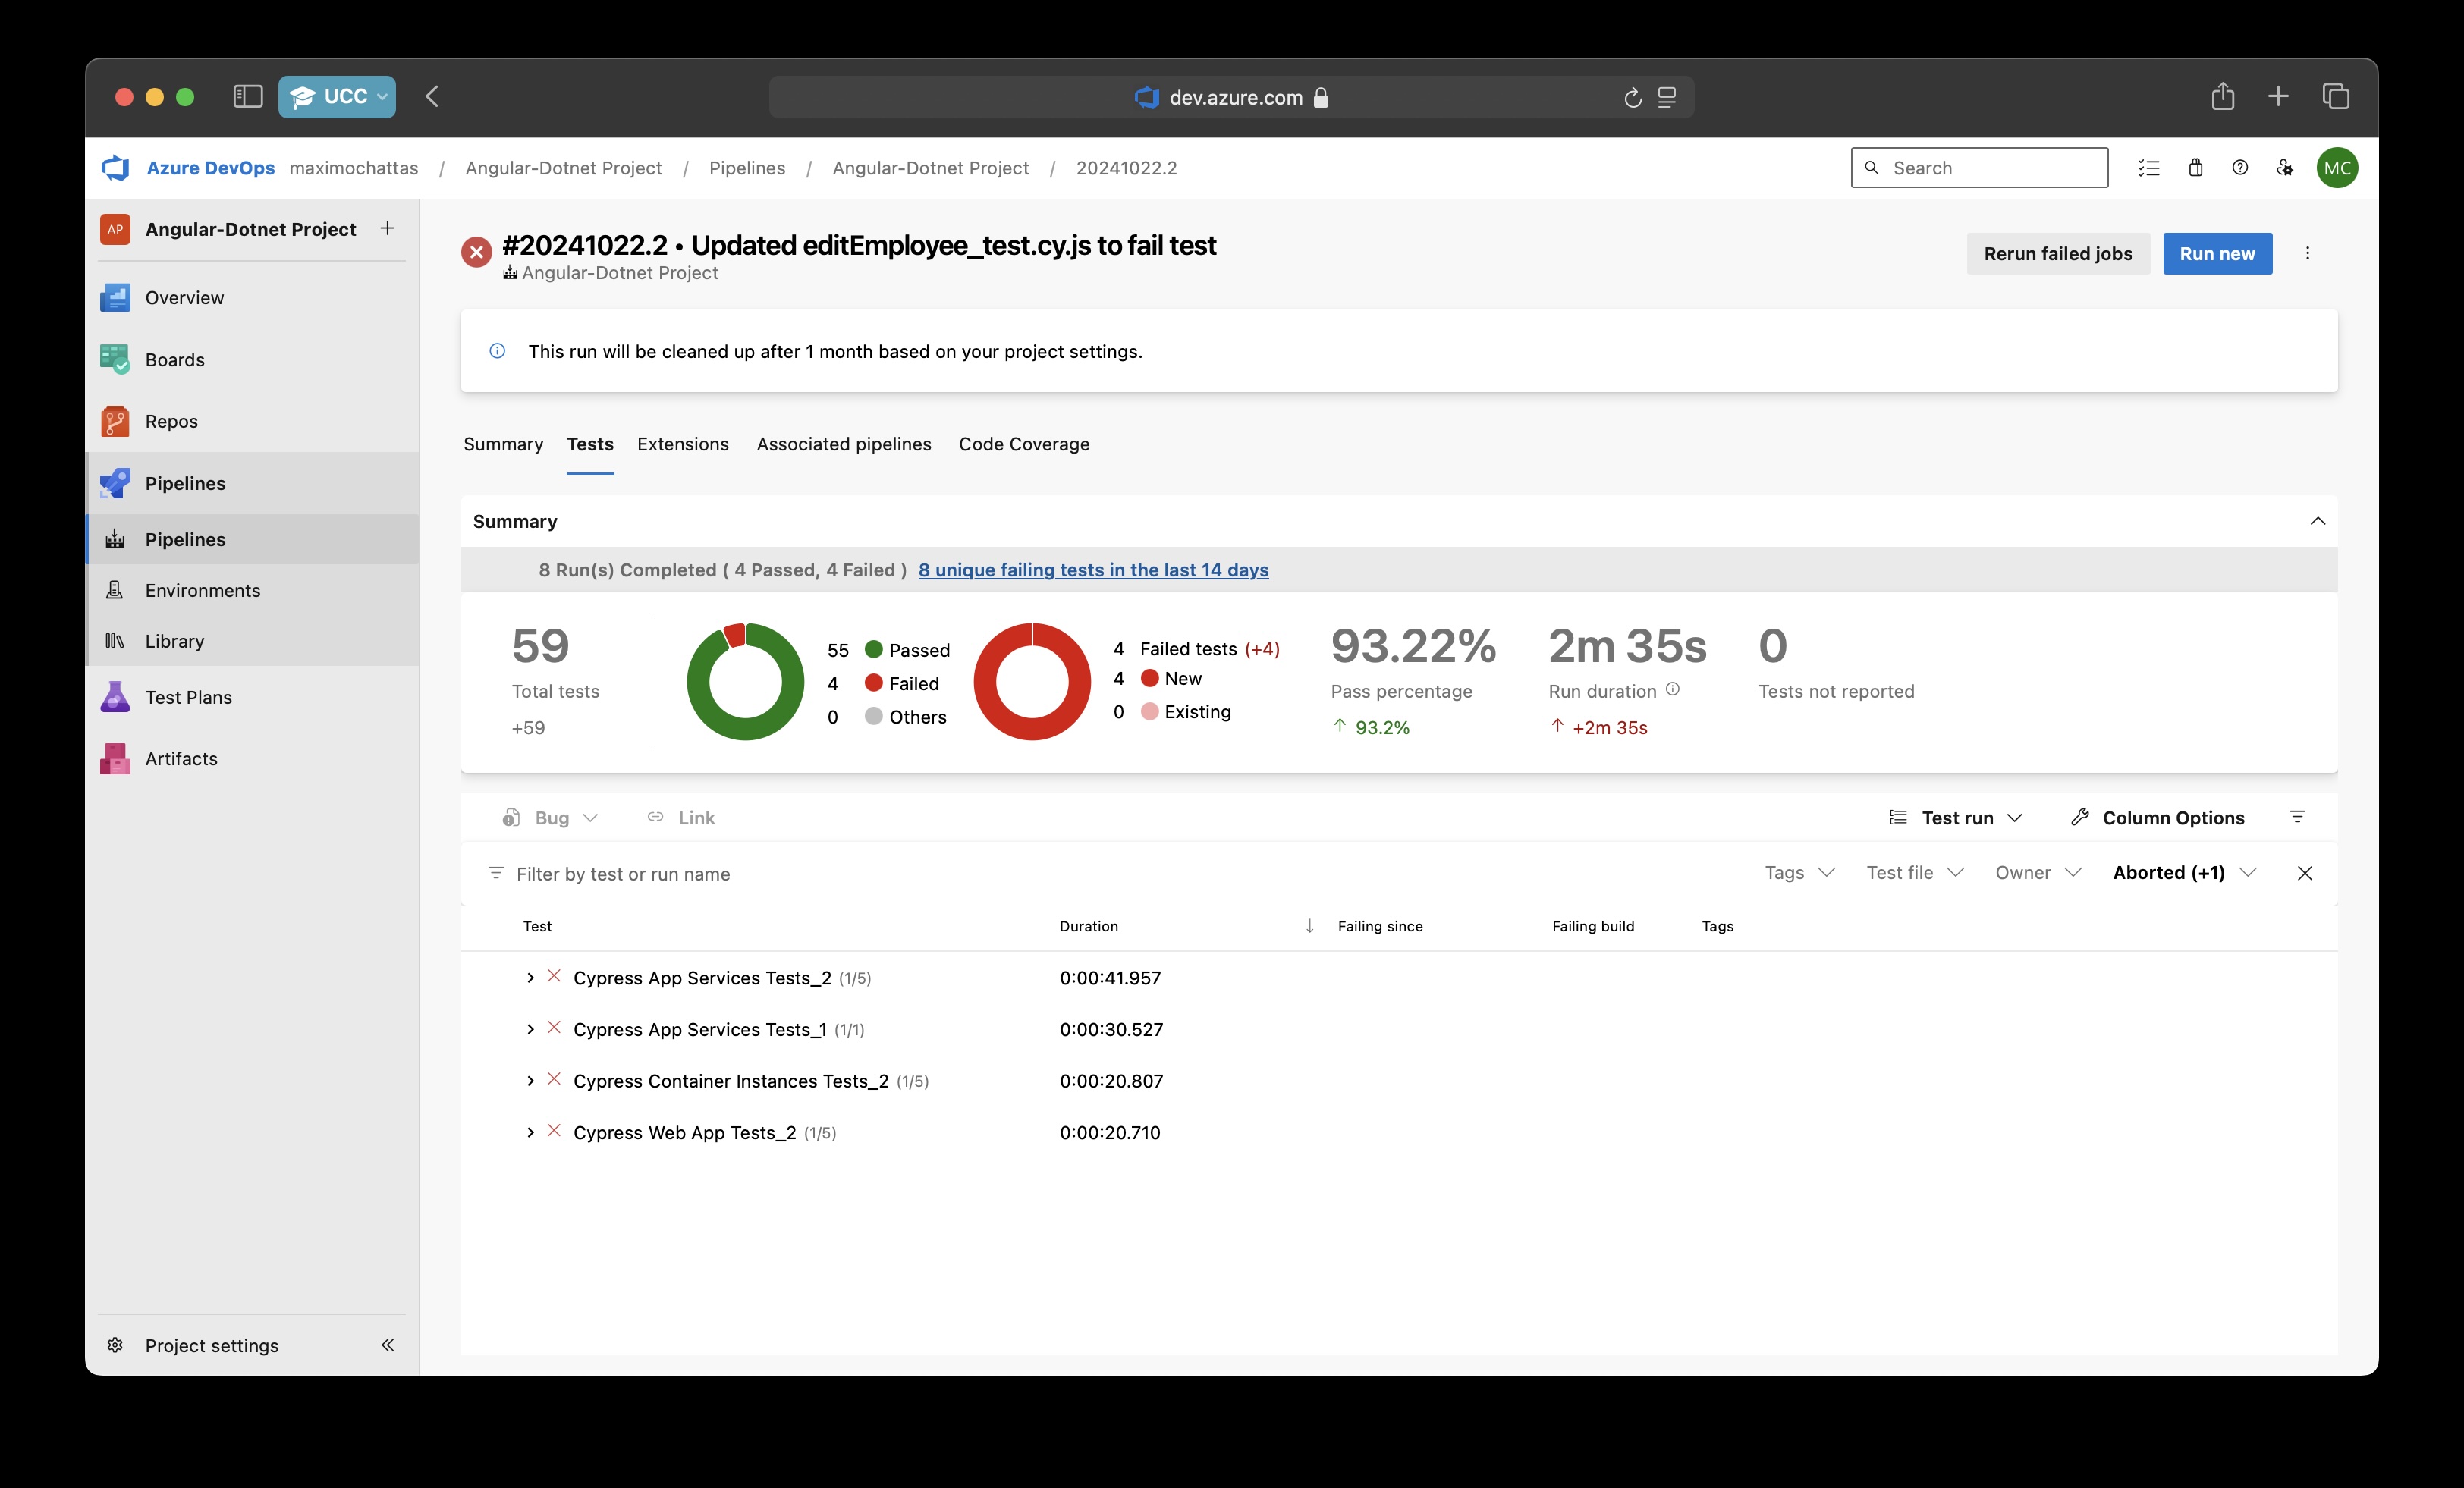 UCC
dev.azure.com
Azure DevOps maximochattas / Angular-Dotnet Project / Pipelines / Angular-Dotnet Project / 20241022.2
Search
MC
AP Angular-Dotnet Project
Overview
Boards
Repos
Pipelines
Pipelines
Environments
Library
Test Plans
Artifacts
Project settings
#20241022.2 • Updated editEmployee_test.cy.js to fail test
Angular-Dotnet Project
Rerun failed jobs
Run new
This run will be cleaned up after 1 month based on your project settings.
Summary Tests Extensions Associated pipelines Code Coverage
Summary
8 Run(s) Completed ( 4 Passed, 4 Failed ) 8 unique failing tests in the last 14 days
59
Total tests
+59
55 Passed
4 Failed
0 Others
4 Failed tests (+4)
4 New
0 Existing
93.22%
Pass percentage
93.2%
2m 35s
Run duration
+2m 35s
0
Tests not reported
Bug Link Test run Column Options
Filter by test or run name Tags Test file Owner Aborted (+1)
Test Duration Failing since Failing build Tags
Cypress App Services Tests_2 (1/5) 0:00:41.957
Cypress App Services Tests_1 (1/1) 0:00:30.527
Cypress Container Instances Tests_2 (1/5) 0:00:20.807
Cypress Web App Tests_2 (1/5) 0:00:20.710